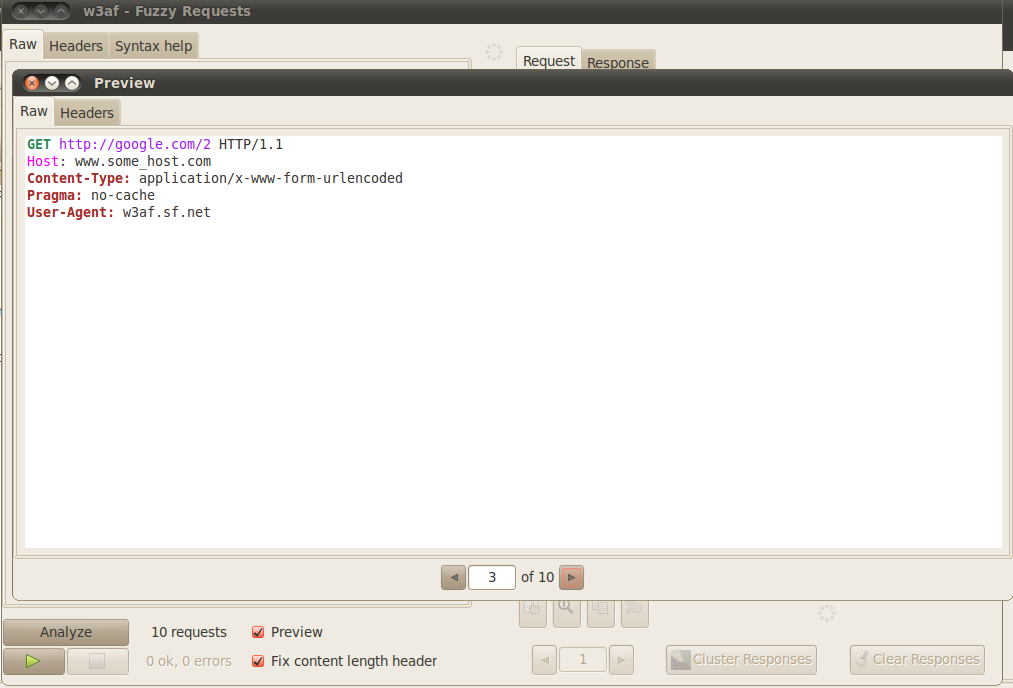 w3af - Fuzzy Requests
Raw Headers Syntax help
Request Response
Preview
Raw Headers
GET http://google.com/2 HTTP/1.1
Host: www.some_host.com
Content-Type: application/x-www-form-urlencoded
Pragma: no-cache
User-Agent: w3af.sf.net
3 of 10
Analyze 10 requests Preview
0 ok, 0 errors Fix content length header
1 Cluster Responses Clear Responses